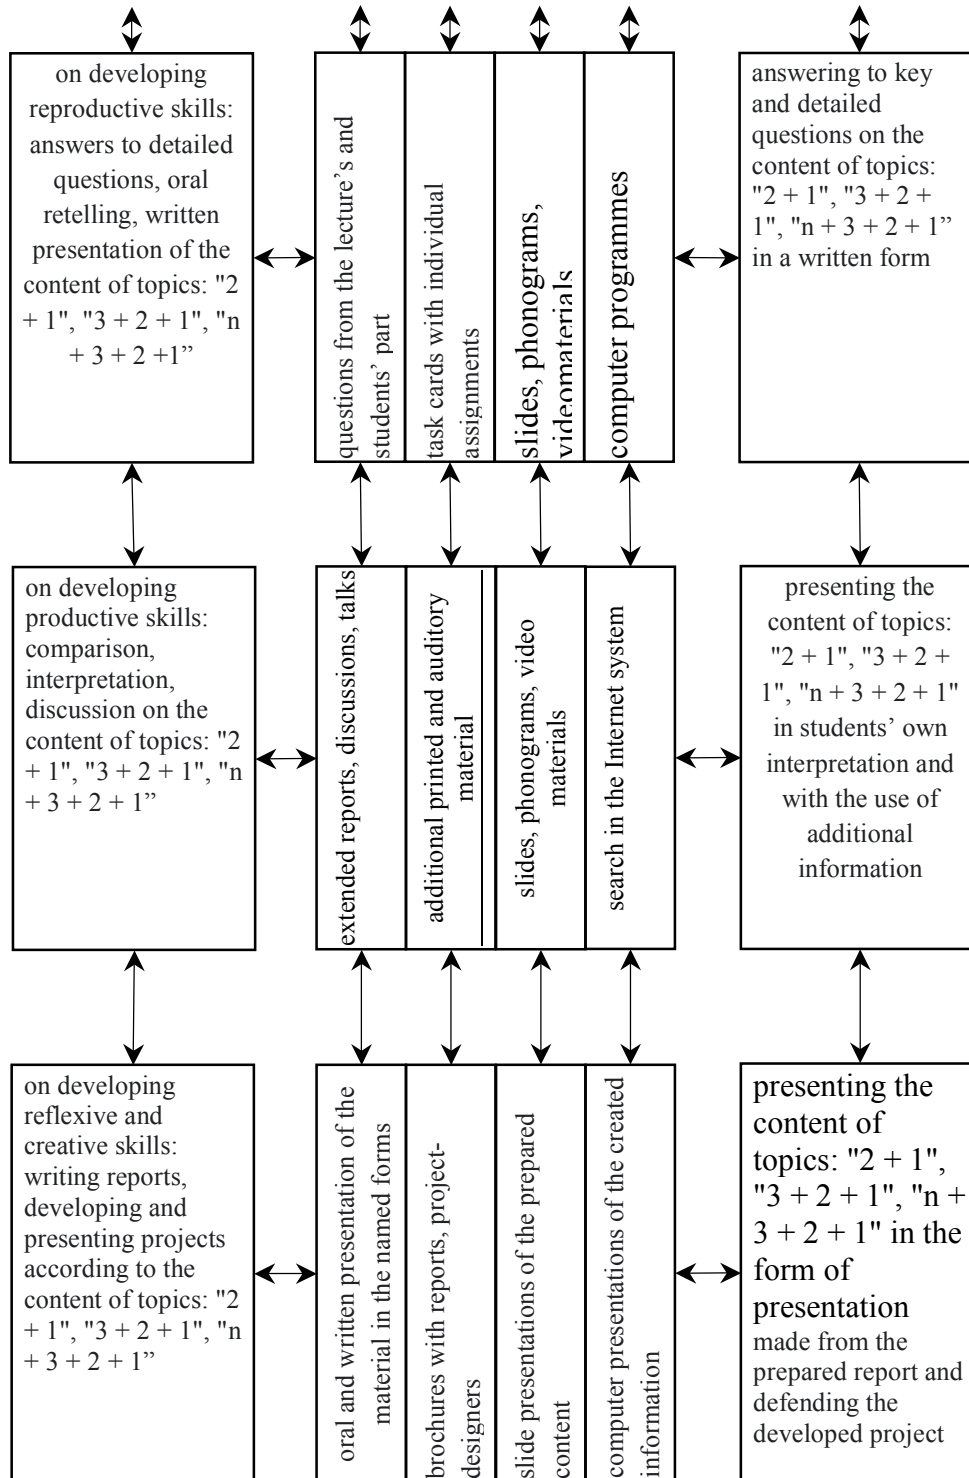 on developing
reproductive skills:
answers to detailed
questions, oral
retelling, written
presentation of the
content of topics: "2
+ 1", "3 + 2 + 1", "n
+ 3 + 2 +1”
questions from the lecture’s and
students’ part
task cards with individual
assignments
slides, phonograms,
videomaterials
computer programmes
answering to key
and detailed
questions on the
content of topics:
"2 + 1", "3 + 2 +
1", "n + 3 + 2 + 1”
in a written form
on developing
productive skills:
comparison,
interpretation,
discussion on the
content of topics: "2
+ 1", "3 + 2 + 1", "n
+ 3 + 2 + 1”
extended reports, discussions, talks
additional printed and auditory
material
slides, phonograms, video
materials
search in the Internet system
presenting the
content of topics:
"2 + 1", "3 + 2 +
1", "n + 3 + 2 + 1"
in students’ own
interpretation and
with the use of
additional
information
on developing
reflexive and
creative skills:
writing reports,
developing and
presenting projects
according to the
content of topics: "2
+ 1", "3 + 2 + 1", "n
+ 3 + 2 + 1”
oral and written presentation of the
material in the named forms
brochures with reports, project-
designers
slide presentations of the prepared
content
computer presentations of the created
information
presenting the
content of
topics: "2 + 1",
"3 + 2 + 1", "n +
3 + 2 + 1" in the
form of
presentation
made from the
prepared report and
defending the
developed project